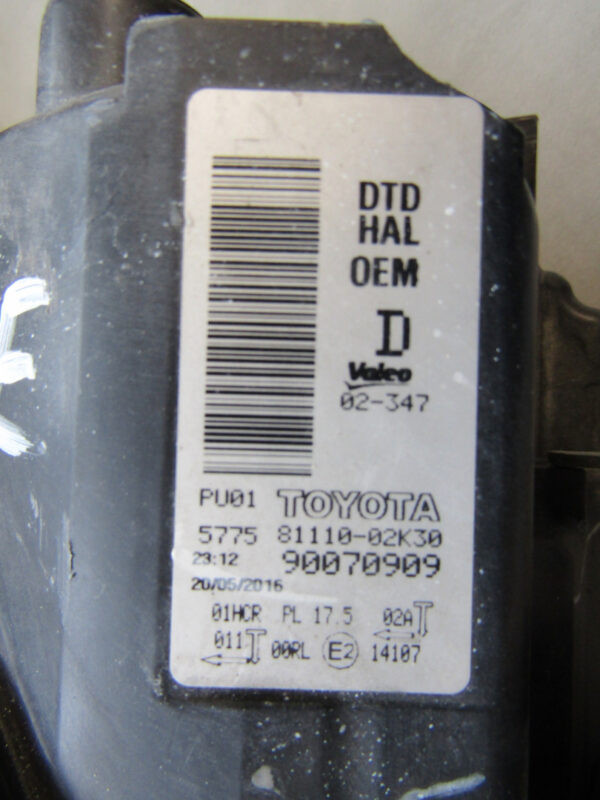 DTD
HAL
OEM
D
Valeo
02-347
PU01 TOYOTA
5775 81110-02K30
23:12 90070909
20/05/2016
01HCR PL 17.5 02A
011 00RL E2 14107